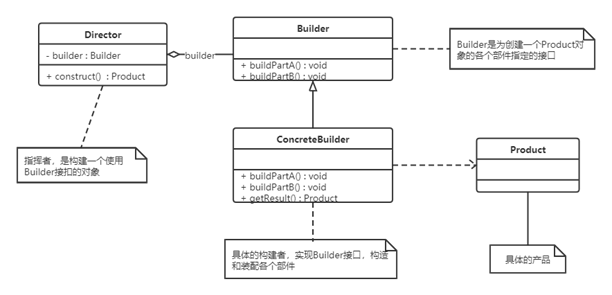 Director
- builder : Builder
+ construct() : Product
builder
Builder
+ buildPartA() : void
+ buildPartB() : void
Builder是为创建一个Product对
象的各个部件指定的接口
指挥者，是构建一个使用
Builder接扣的对象
ConcreteBuilder
+ buildPartA() : void
+ buildPartB() : void
+ getResult() : Product
Product
具体的构建者，实现Builder接口，构造
和装配各个部件
具体的产品